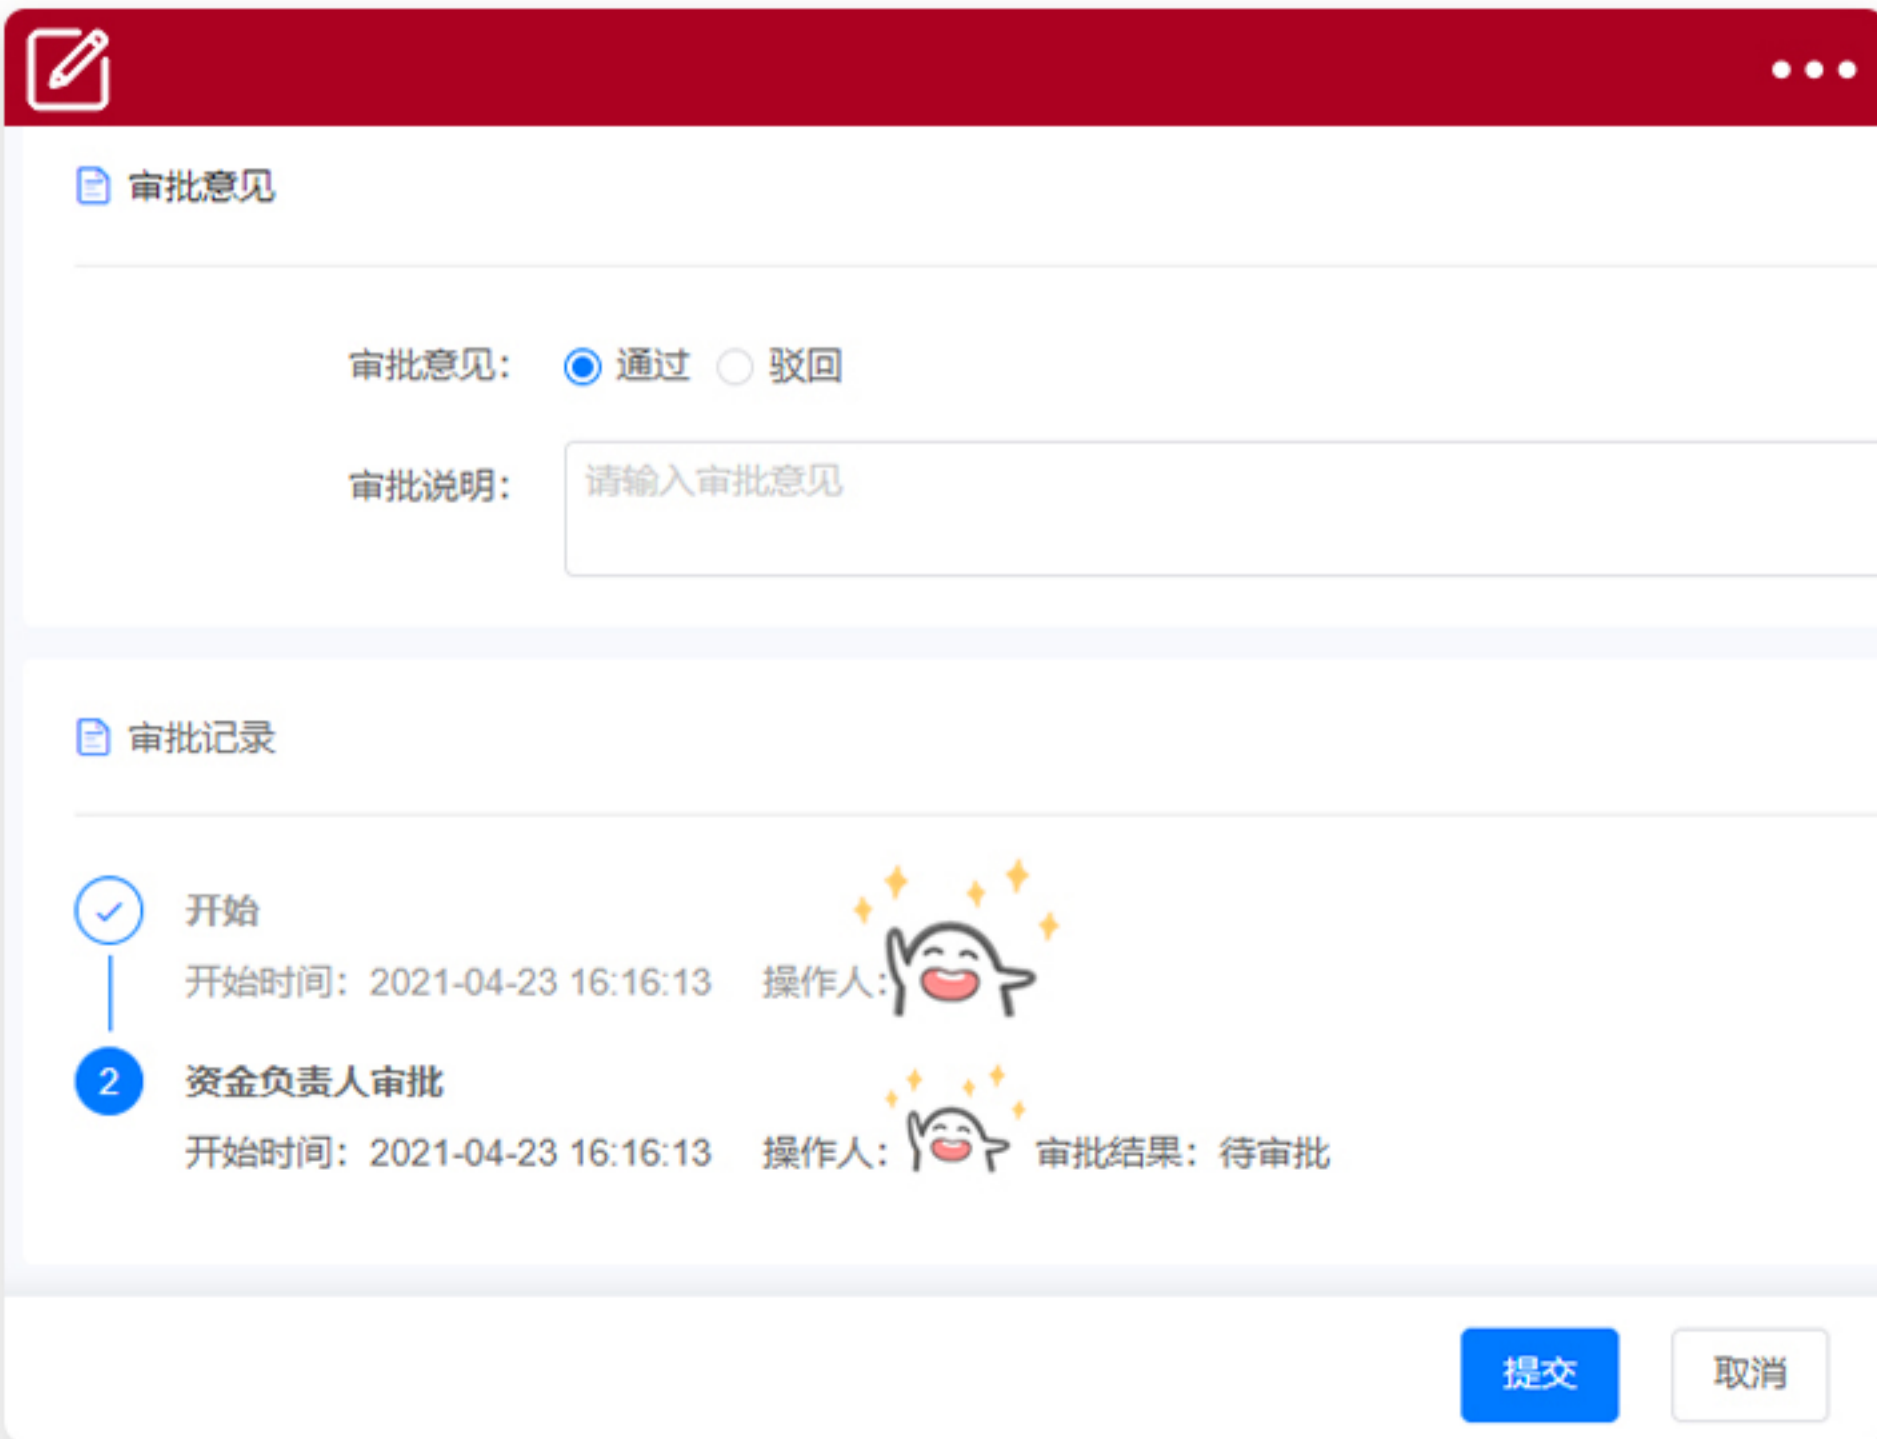 审批意见
审批意见： 通过 驳回
审批说明： 请输入审批意见
审批记录
开始
开始时间：2021-04-23 16:16:13 操作人：
2 资金负责人审批
开始时间：2021-04-23 16:16:13 操作人： 审批结果：待审批
提交 取消